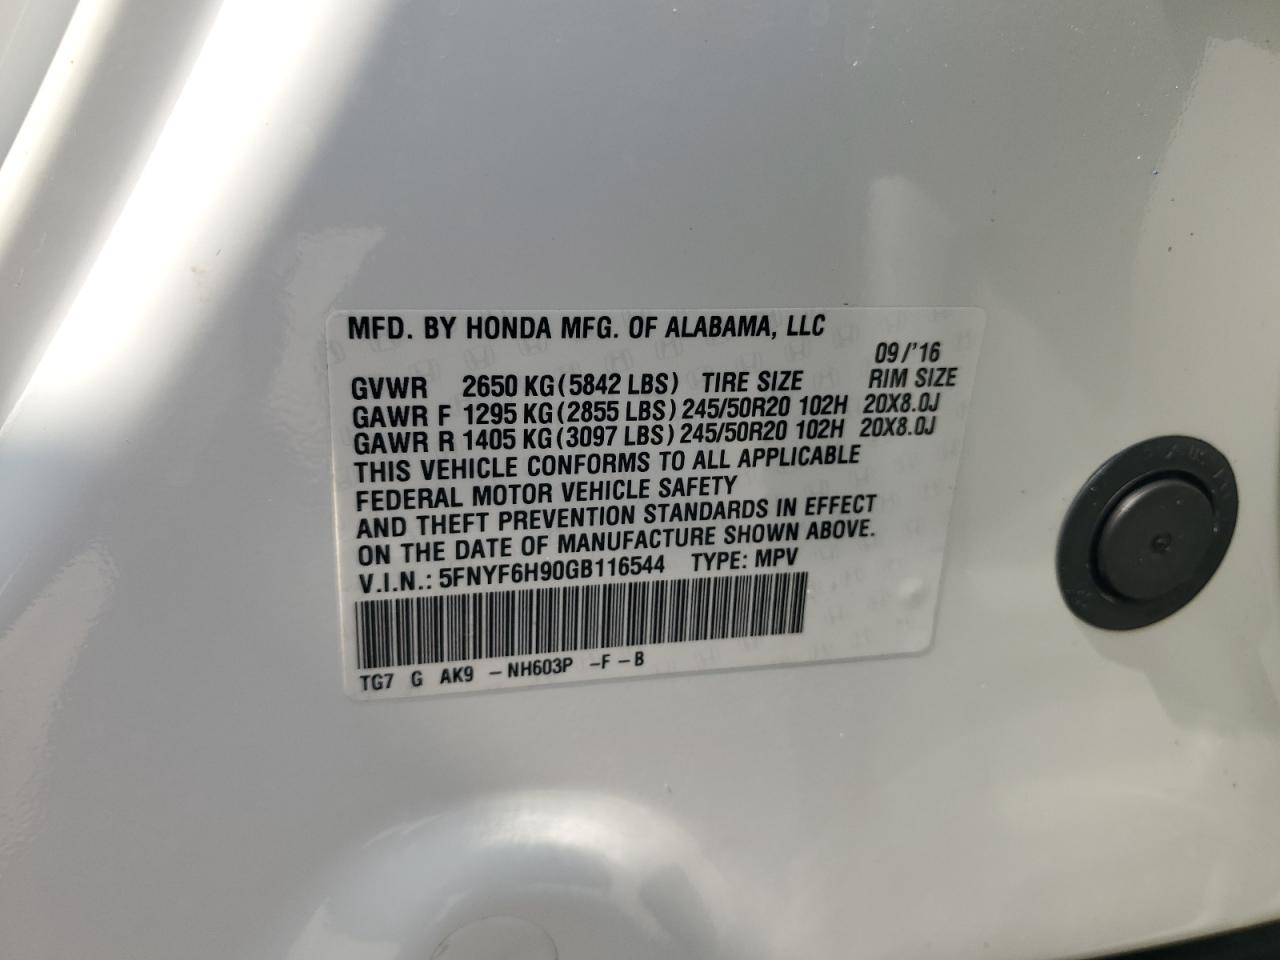 MFD. BY HONDA MFG. OF ALABAMA, LLC
09/'16
GVWR 2650 KG (5842 LBS) TIRE SIZE RIM SIZE
GAWR F 1295 KG (2855 LBS) 245/50R20 102H 20X8.0J
GAWR R 1405 KG (3097 LBS) 245/50R20 102H 20X8.0J
THIS VEHICLE CONFORMS TO ALL APPLICABLE
FEDERAL MOTOR VEHICLE SAFETY
AND THEFT PREVENTION STANDARDS IN EFFECT
ON THE DATE OF MANUFACTURE SHOWN ABOVE.
V.I.N.: 5FNYF6H90GB116544 TYPE: MPV
TG7 G AK9 - NH603P - F - B